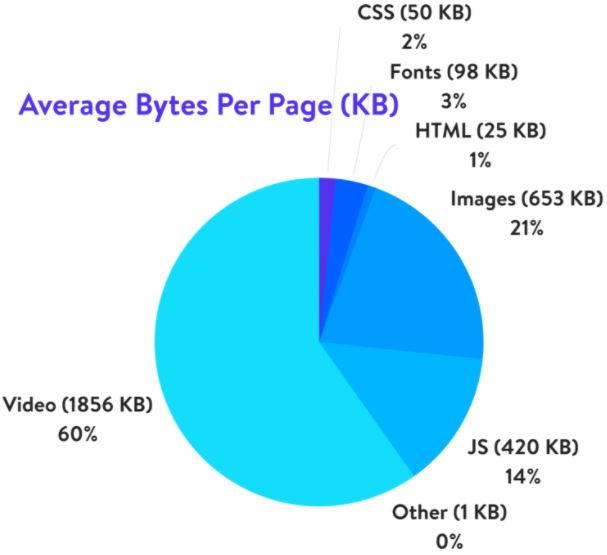 CSS (50 KB)
2%
Fonts (98 KB)
Average Bytes Per Page (KB)
3%
HTML (25 KB)
1%
Images (653 KB)
21%
Video (1856 KB)
60%
JS (420 KB)
14%
Other (1 KB)
0%